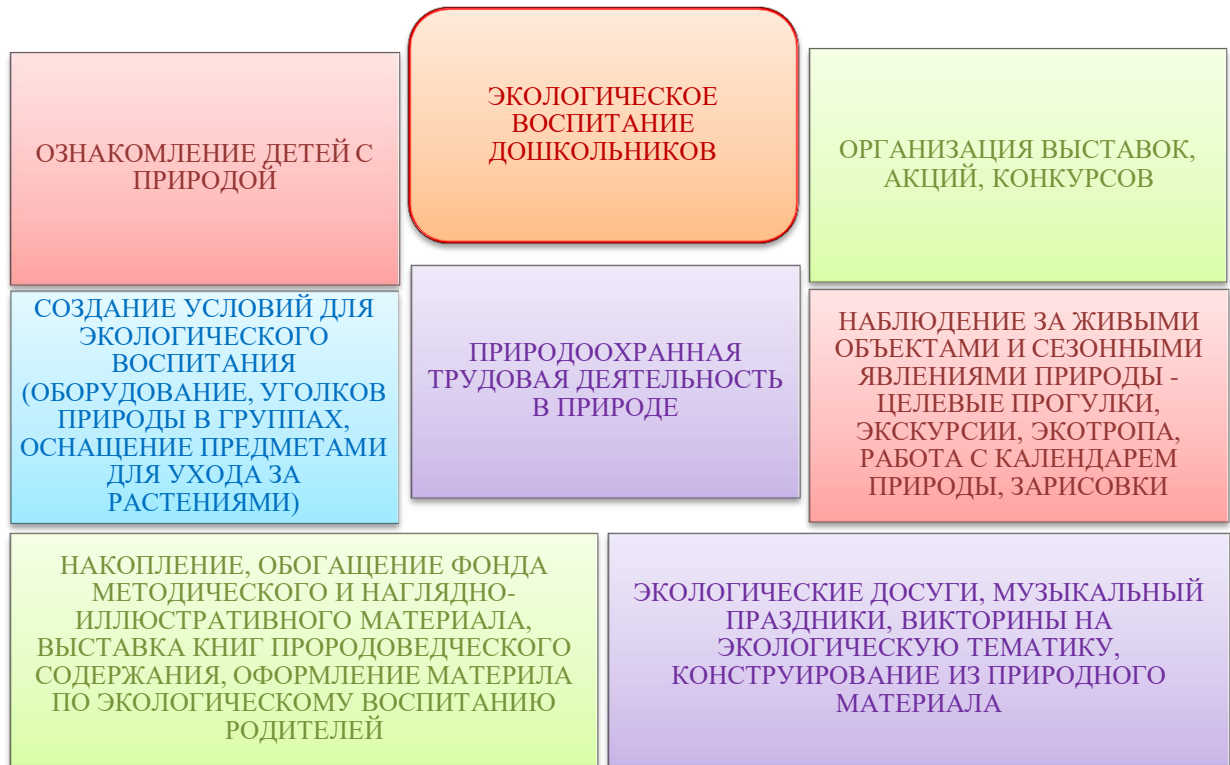 ЭКОЛОГИЧЕСКОЕ
ВОСПИТАНИЕ
ДОШКОЛЬНИКОВ
ОЗНАКОМЛЕНИЕ ДЕТЕЙ С
ПРИРОДОЙ
ОРГАНИЗАЦИЯ ВЫСТАВОК,
АКЦИЙ, КОНКУРСОВ
СОЗДАНИЕ УСЛОВИЙ ДЛЯ
ЭКОЛОГИЧЕСКОГО
ВОСПИТАНИЯ
(ОБОРУДОВАНИЕ, УГОЛКОВ
ПРИРОДЫ В ГРУППАХ,
ОСНАЩЕНИЕ ПРЕДМЕТАМИ
ДЛЯ УХОДА ЗА
РАСТЕНИЯМИ)
ПРИРОДООХРАННАЯ
ТРУДОВАЯ ДЕЯТЕЛЬНОСТЬ
В ПРИРОДЕ
НАБЛЮДЕНИЕ ЗА ЖИВЫМИ
ОБЪЕКТАМИ И СЕЗОННЫМИ
ЯВЛЕНИЯМИ ПРИРОДЫ -
ЦЕЛЕВЫЕ ПРОГУЛКИ,
ЭКСКУРСИИ, ЭКОТРОПА,
РАБОТА С КАЛЕНДАРЕМ
ПРИРОДЫ, ЗАРИСОВКИ
НАКОПЛЕНИЕ, ОБОГАЩЕНИЕ ФОНДА
МЕТОДИЧЕСКОГО И НАГЛЯДНО-
ИЛЛЮСТРАТИВНОГО МАТЕРИАЛА,
ВЫСТАВКА КНИГ ПРОРОДОВЕДЧЕСКОГО
СОДЕРЖАНИЯ, ОФОРМЛЕНИЕ МАТЕРИЛА
ПО ЭКОЛОГИЧЕСКОМУ ВОСПИТАНИЮ
РОДИТЕЛЕЙ
ЭКОЛОГИЧЕСКИЕ ДОСУГИ, МУЗЫКАЛЬНЫЙ
ПРАЗДНИКИ, ВИКТОРИНЫ НА
ЭКОЛОГИЧЕСКУЮ ТЕМАТИКУ,
КОНСТРУИРОВАНИЕ ИЗ ПРИРОДНОГО
МАТЕРИАЛА